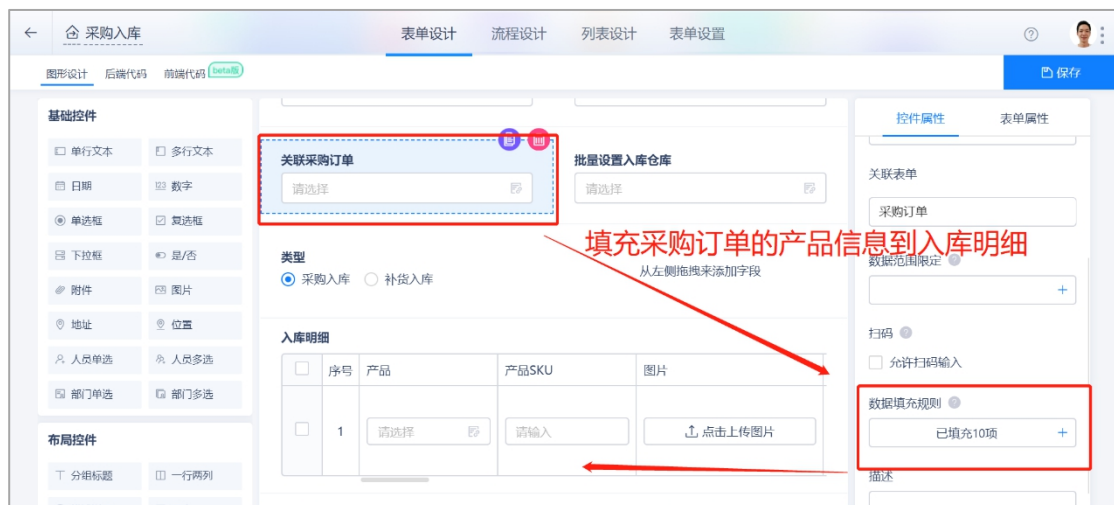 采购入库
表单设计 流程设计 列表设计 表单设置
图形设计 后端代码 前端代码 beta版
保存
基础控件
单行文本 多行文本
日期 数字
单选框 复选框
下拉框 是/否
附件 图片
地址 位置
人员单选 人员多选
部门单选 部门多选
布局控件
分组标题 一行两列
关联采购订单
请选择
批量设置入库仓库
请选择
填充采购订单的产品信息到入库明细
类型
采购入库 补货入库
从左侧拖拽来添加字段
入库明细
序号 产品 产品SKU 图片
1 请选择 请输入 点击上传图片
控件属性 表单属性
关联表单
采购订单
数据范围限定
扫码
允许扫码输入
数据填充规则
已填充10项
描述